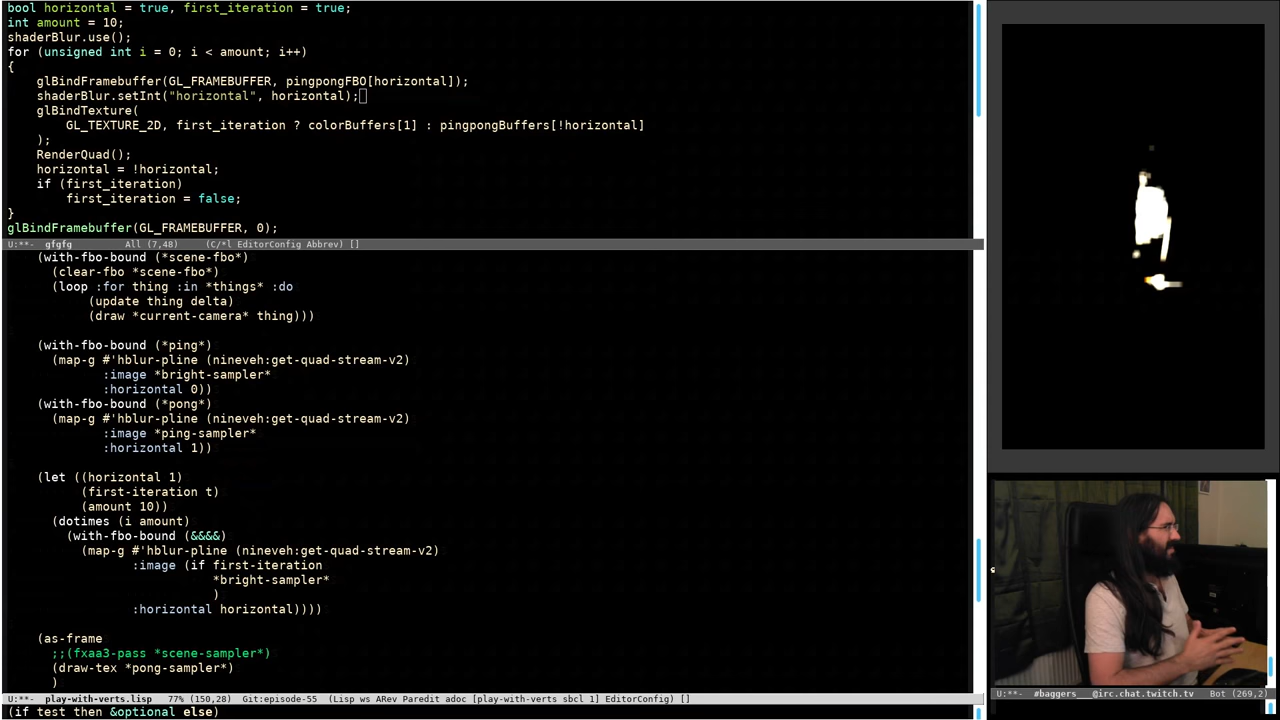 bool horizontal = true, first_iteration = true;
int amount = 10;
shaderBlur.use();
for (unsigned int i = 0; i < amount; i++)
{
    glBindFramebuffer(GL_FRAMEBUFFER, pingpongFBO[horizontal]);
    shaderBlur.setInt("horizontal", horizontal);
    glBindTexture(
        GL_TEXTURE_2D, first_iteration ? colorBuffers[1] : pingpongBuffers[!horizontal]
    );
    RenderQuad();
    horizontal = !horizontal;
    if (first_iteration)
        first_iteration = false;
}
glBindFramebuffer(GL_FRAMEBUFFER, 0);
U:**-  gfgfg          All (7,48)     (C/*l EditorConfig Abbrev) []
    (with-fbo-bound (*scene-fbo*)
      (clear-fbo *scene-fbo*)
      (loop :for thing :in *things* :do
           (update thing delta)
           (draw *current-camera* thing)))

    (with-fbo-bound (*ping*)
      (map-g #'hblur-pline (nineveh:get-quad-stream-v2)
             :image *bright-sampler*
             :horizontal 0))
    (with-fbo-bound (*pong*)
      (map-g #'hblur-pline (nineveh:get-quad-stream-v2)
             :image *ping-sampler*
             :horizontal 1))

    (let ((horizontal 1)
          (first-iteration t)
          (amount 10))
      (dotimes (i amount)
        (with-fbo-bound (&&&&)
          (map-g #'hblur-pline (nineveh:get-quad-stream-v2)
                 :image (if first-iteration
                            *bright-sampler*
                            )
                 :horizontal horizontal))))

    (as-frame
      ;;(fxaa3-pass *scene-sampler*)
      (draw-tex *pong-sampler*)
      )
U:**-  play-with-verts.lisp   77% (150,28)   Git:episode-55  (Lisp ws ARev Paredit adoc [play-with-verts sbcl 1] EditorConfig) []
(if test then &optional else)
U:**-  #baggers___@irc.chat.twitch.tv   Bot (269,2)